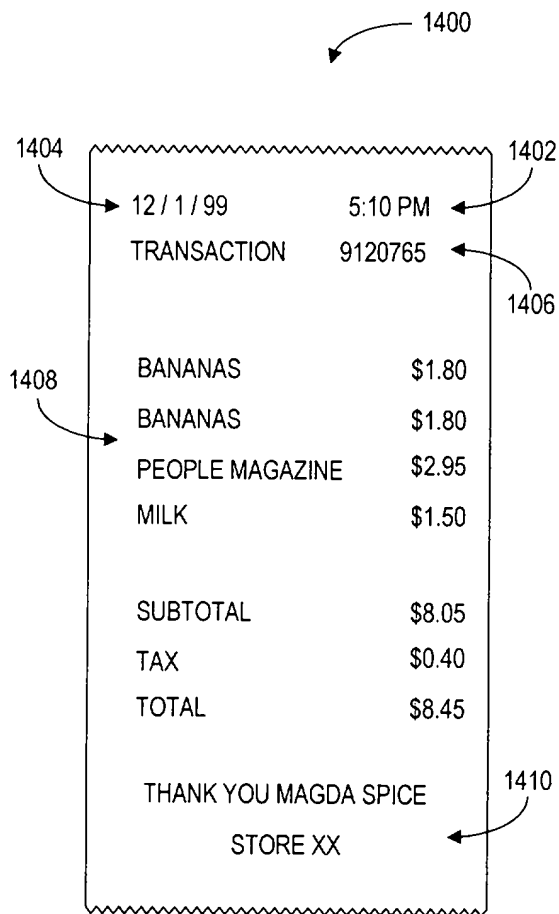 1400
1404
1402
12 / 1 / 99 5:10 PM
TRANSACTION 9120765
1406
1408
BANANAS $1.80
BANANAS $1.80
PEOPLE MAGAZINE $2.95
MILK $1.50
SUBTOTAL $8.05
TAX $0.40
TOTAL $8.45
THANK YOU MAGDA SPICE
1410
STORE XX